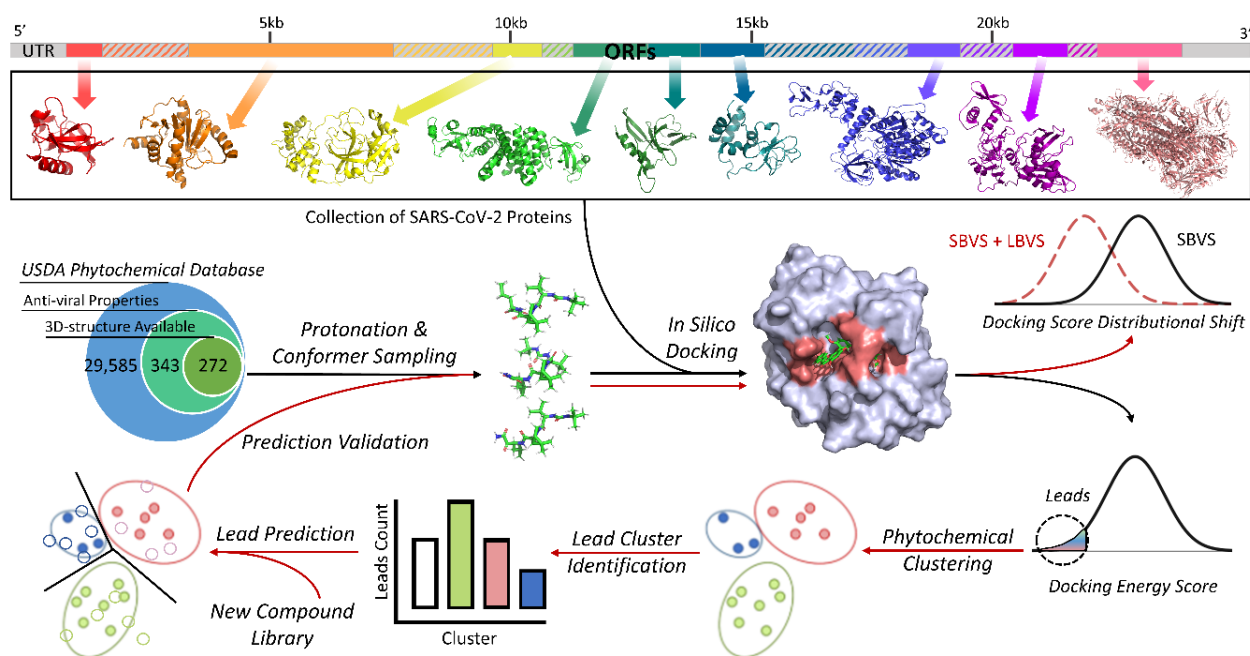 5’ 5kb 10kb 15kb 20kb 3’
UTR ORFs
Collection of SARS-CoV-2 Proteins
USDA Phytochemical Database
Anti-viral Properties
3D-structure Available
29,585 343 272
Protonation &
Conformer Sampling
In Silico
Docking
SBVS + LBVS SBVS
Docking Score Distributional Shift
Prediction Validation
Leads
Docking Energy Score
Phytochemical
Clustering
Lead Cluster
Identification
Leads Count
Cluster
Lead Prediction
New Compound
Library